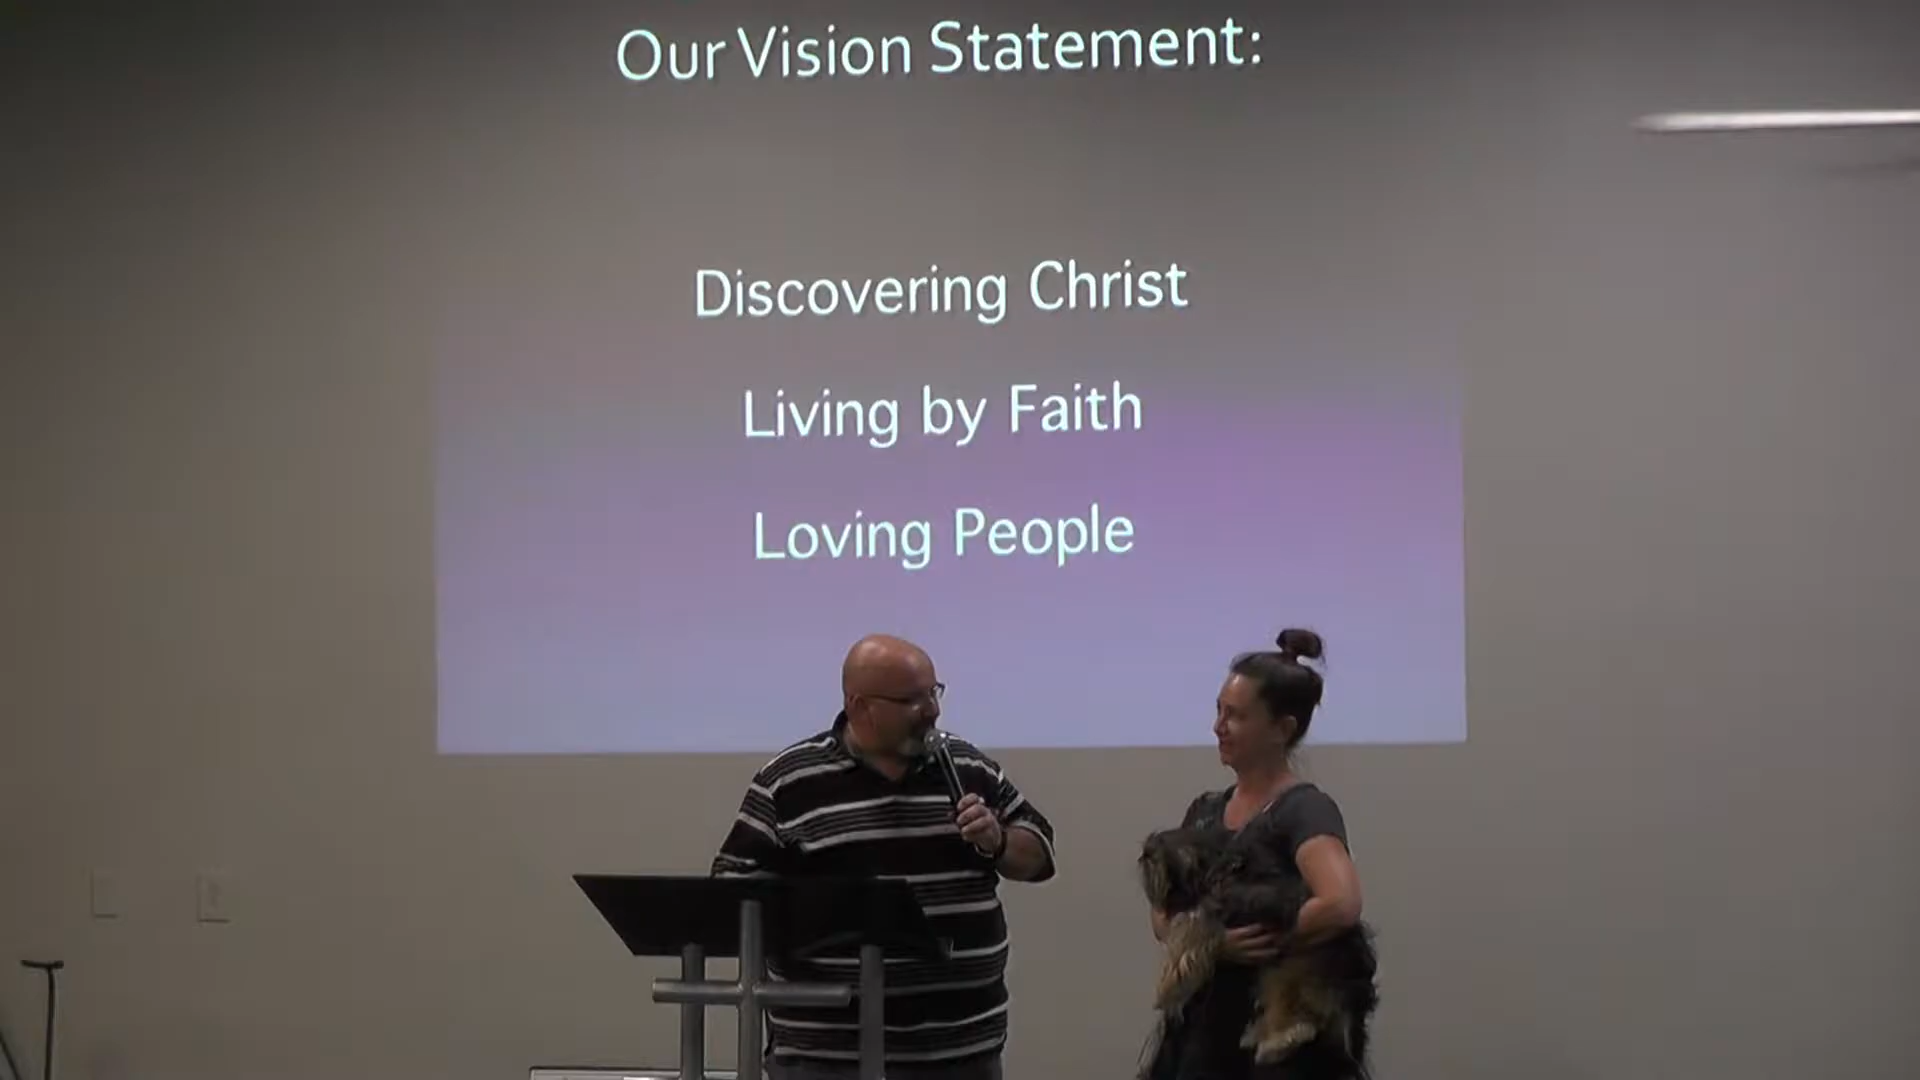 Our Vision Statement:
Discovering Christ
Living by Faith
Loving People